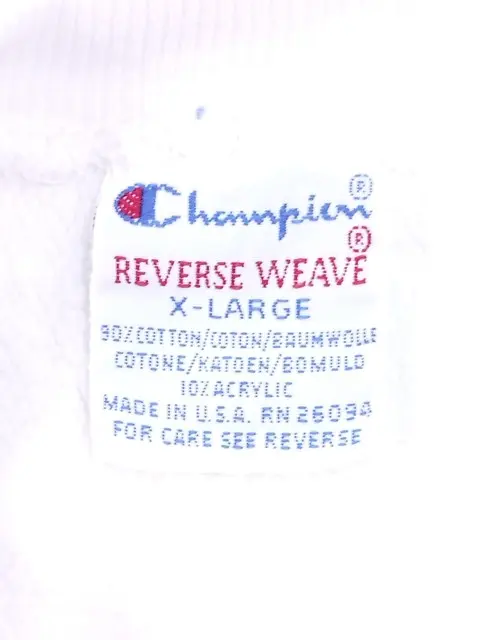 Champion®
REVERSE WEAVE®
X-LARGE
90% COTTON/COTON/BAUMWOLLE
COTONE/KATOEN/BOMULD
10% ACRYLIC
MADE IN U.S.A. RN 26094
FOR CARE SEE REVERSE